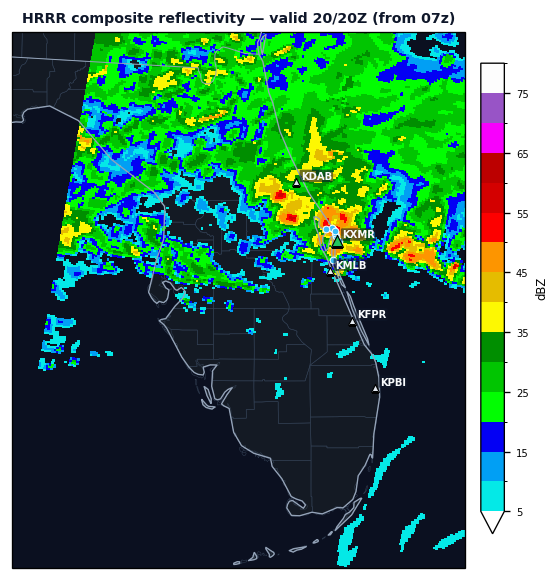 HRRR composite reflectivity — valid 20/20Z (from 07z)
KDAB
KXMR
KMLB
KFPR
KPBI
75
65
55
45
35
25
15
5
dBZ